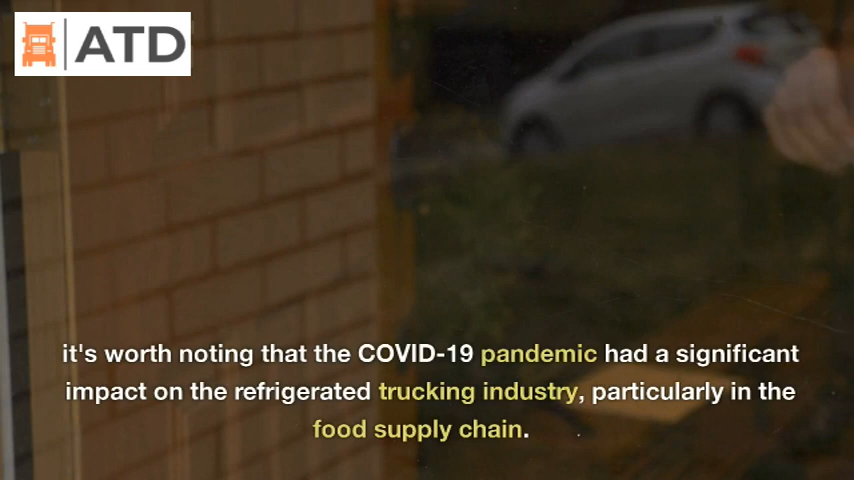 ATD
it's worth noting that the COVID-19 pandemic had a significant
impact on the refrigerated trucking industry, particularly in the
food supply chain.